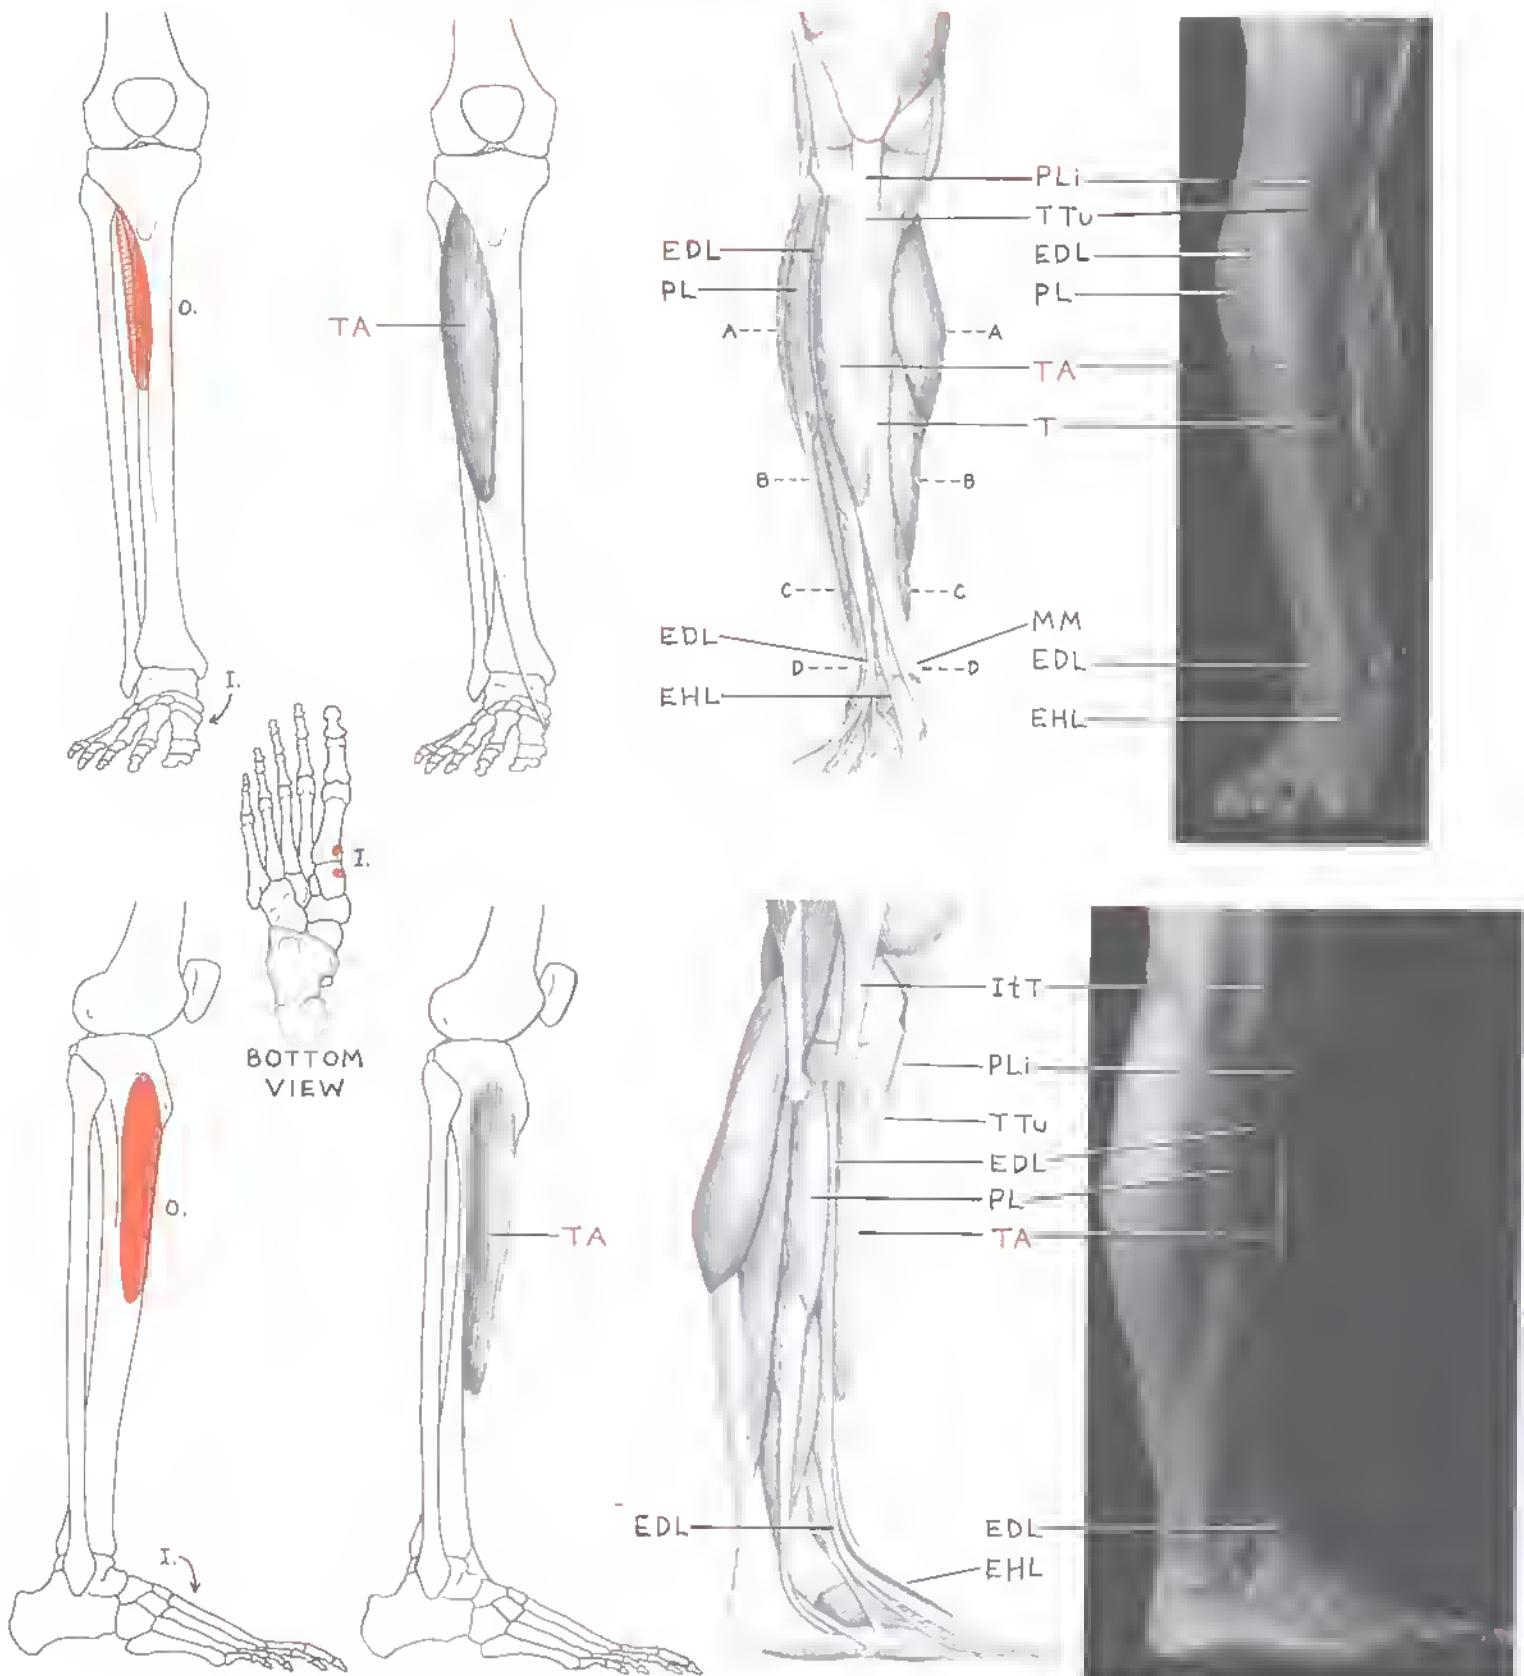 PLi
TTu
EDL
EDL
PL
PL
O.
TA
A
A
TA
T
B
B
C
C
MM
EDL
EDL
D
D
I.
EHL
EHL
I.
BOTTOM
VIEW
ItT
PLi
TTu
EDL
PL
O.
TA
TA
EDL
EDL
I.
EHL